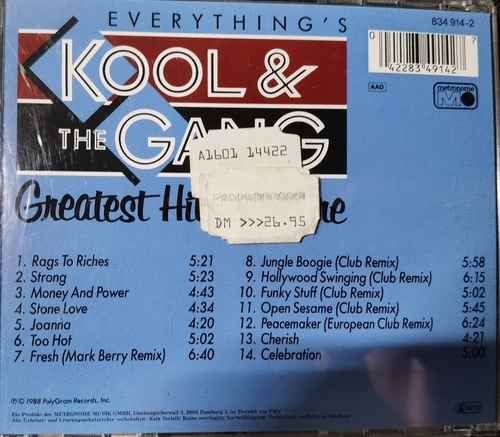 EVERYTHING'S
834 914-2
KOOL &
THE GANG
0 42283 49142 7
AAD
metronome
A1601 14422
DM >>>26.95
Greatest Hi
1. Rags To Riches 5:21
2. Strong 5:23
3. Money And Power 4:43
4. Stone Love 4:34
5. Joanna 4:20
6. Too Hot 5:02
7. Fresh (Mark Berry Remix) 6:40
8. Jungle Boogie (Club Remix) 5:58
9. Hollywood Swinging (Club Remix) 6:15
10. Funky Stuff (Club Remix) 5:02
11. Open Sesame (Club Remix) 5:45
12. Peacemaker (European Club Remix) 6:24
13. Cherish 4:21
14. Celebration 5:00
℗ © 1988 PolyGram Records, Inc.